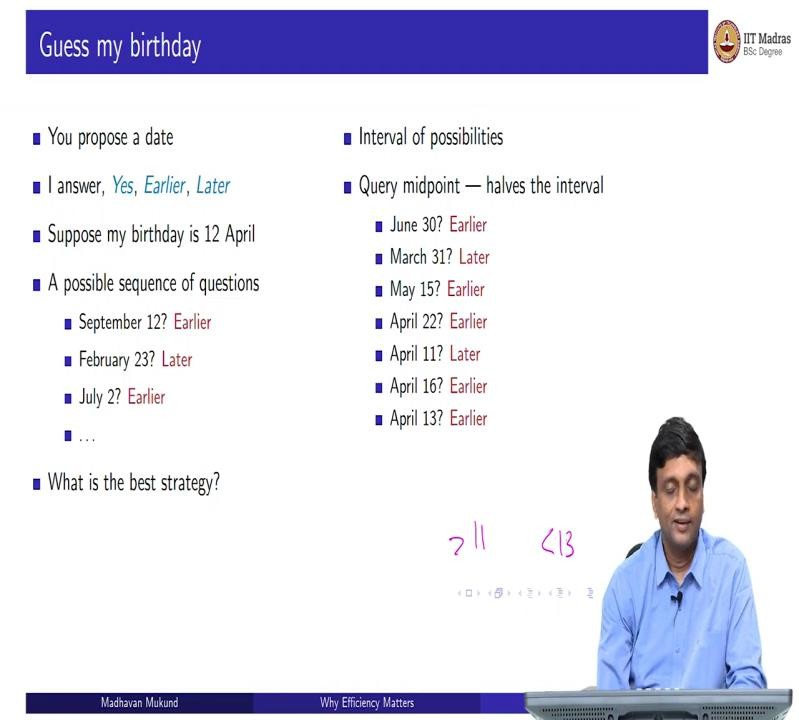 Guess my birthday
IIT Madras
BSc Degree
You propose a date
I answer, Yes, Earlier, Later
Suppose my birthday is 12 April
A possible sequence of questions
September 12? Earlier
February 23? Later
July 2? Earlier
...
What is the best strategy?
Interval of possibilities
Query midpoint — halves the interval
June 30? Earlier
March 31? Later
May 15? Earlier
April 22? Earlier
April 11? Later
April 16? Earlier
April 13? Earlier
>11 <13
Madhavan Mukund
Why Efficiency Matters